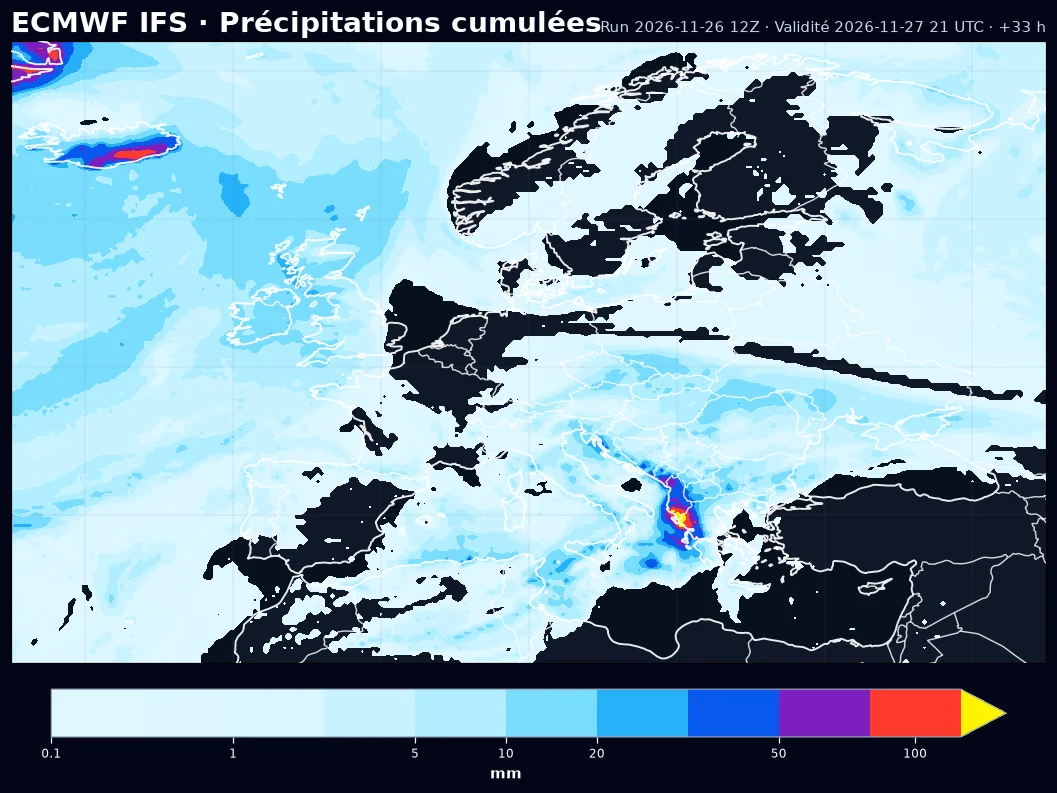 ECMWF IFS · Précipitations cumulées
Run 2026-11-26 12Z · Validité 2026-11-27 21 UTC · +33 h
0.1 1 5 10 20 50 100
mm